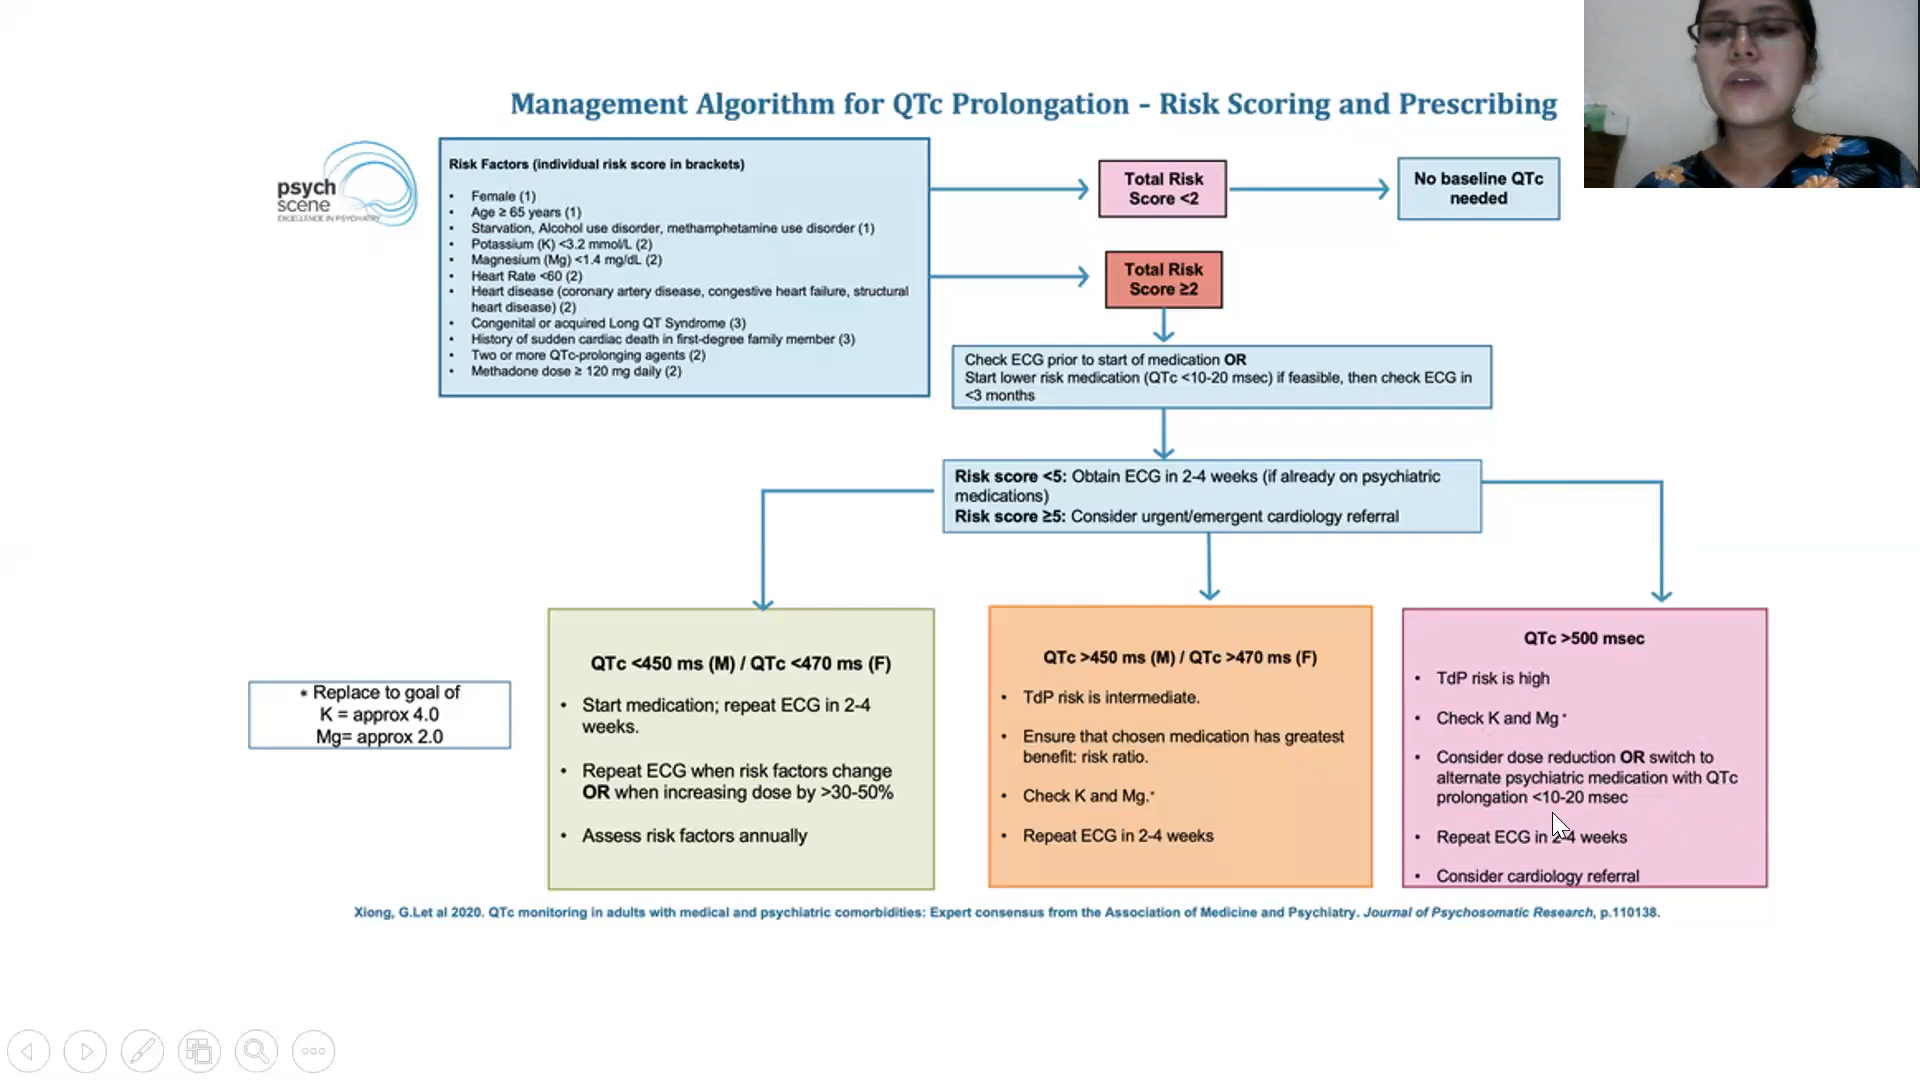 Management Algorithm for QTc Prolongation – Risk Scoring and Prescribing
psych
scene
EXCELLENCE IN PSYCHIATRY
Risk Factors (individual risk score in brackets)
• Female (1)
• Age ≥ 65 years (1)
• Starvation, Alcohol use disorder, methamphetamine use disorder (1)
• Potassium (K) <3.2 mmol/L (2)
• Magnesium (Mg) <1.4 mg/dL (2)
• Heart Rate <60 (2)
• Heart disease (coronary artery disease, congestive heart failure, structural
heart disease) (2)
• Congenital or acquired Long QT Syndrome (3)
• History of sudden cardiac death in first-degree family member (3)
• Two or more QTc-prolonging agents (2)
• Methadone dose ≥ 120 mg daily (2)
Total Risk
Score <2
No baseline QTc
needed
Total Risk
Score ≥2
Check ECG prior to start of medication OR
Start lower risk medication (QTc <10-20 msec) if feasible, then check ECG in
<3 months
Risk score <5: Obtain ECG in 2-4 weeks (if already on psychiatric
medications)
Risk score ≥5: Consider urgent/emergent cardiology referral
* Replace to goal of
K = approx 4.0
Mg= approx 2.0
QTc <450 ms (M) / QTc <470 ms (F)
• Start medication; repeat ECG in 2-4
weeks.
• Repeat ECG when risk factors change
OR when increasing dose by >30-50%
• Assess risk factors annually
QTc >450 ms (M) / QTc >470 ms (F)
• TdP risk is intermediate.
• Ensure that chosen medication has greatest
benefit: risk ratio.
• Check K and Mg.*
• Repeat ECG in 2-4 weeks
QTc >500 msec
• TdP risk is high
• Check K and Mg *
• Consider dose reduction OR switch to
alternate psychiatric medication with QTc
prolongation <10-20 msec
• Repeat ECG in 2-4 weeks
• Consider cardiology referral
Xiong, G.Let al 2020. QTc monitoring in adults with medical and psychiatric comorbidities: Expert consensus from the Association of Medicine and Psychiatry. Journal of Psychosomatic Research, p.110138.